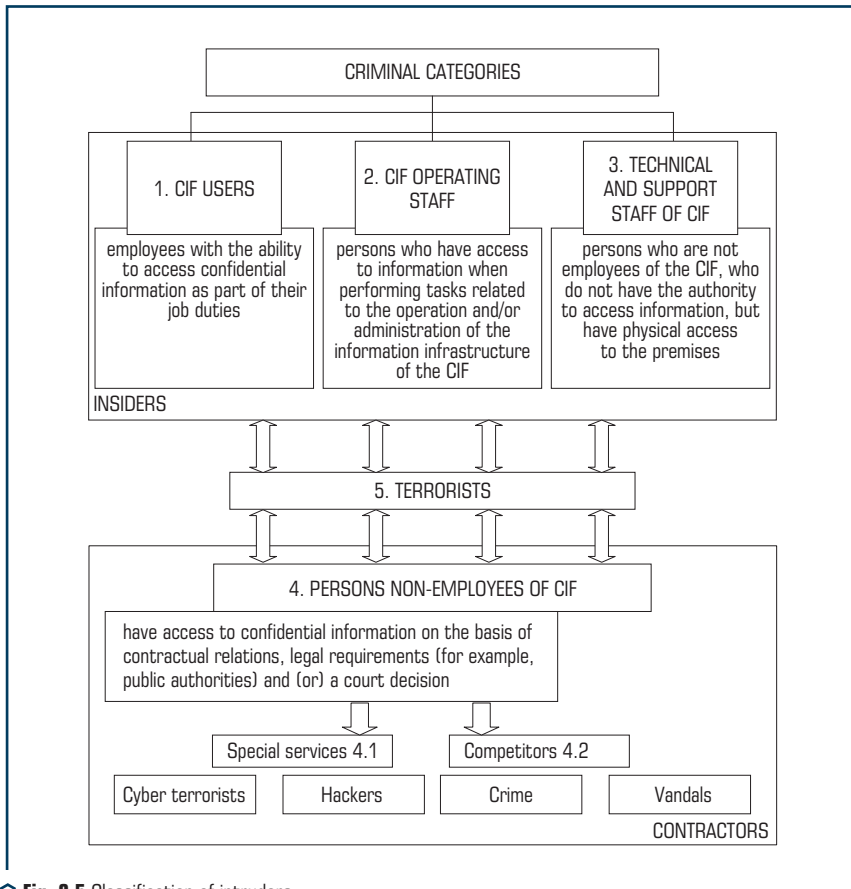 CRIMINAL CATEGORIES
1. CIF USERS
employees with the ability
to access confidential
information as part of their
job duties
2. CIF OPERATING
STAFF
persons who have access
to information when
performing tasks related
to the operation and/or
administration of the
information infrastructure
of the CIF
3. TECHNICAL
AND SUPPORT
STAFF OF CIF
persons who are not
employees of the CIF, who
do not have the authority
to access information, but
have physical access
to the premises
INSIDERS
5. TERRORISTS
4. PERSONS NON-EMPLOYEES OF CIF
have access to confidential information on the basis of
contractual relations, legal requirements (for example,
public authorities) and (or) a court decision
Special services 4.1
Competitors 4.2
Cyber terrorists
Hackers
Crime
Vandals
CONTRACTORS